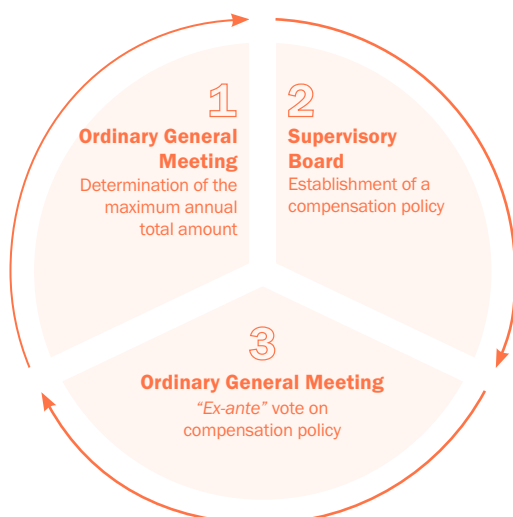 1
Ordinary General
Meeting
Determination of the
maximum annual
total amount
2
Supervisory
Board
Establishment of a
compensation policy
3
Ordinary General Meeting
“Ex-ante” vote on
compensation policy